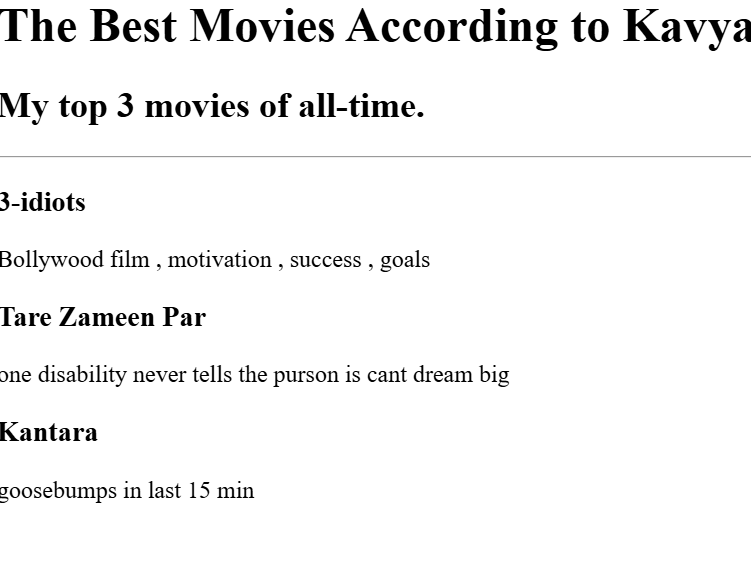 The Best Movies According to Kavya
My top 3 movies of all-time.
3-idiots
Bollywood film , motivation , success , goals
Tare Zameen Par
one disability never tells the purson is cant dream big
Kantara
goosebumps in last 15 min